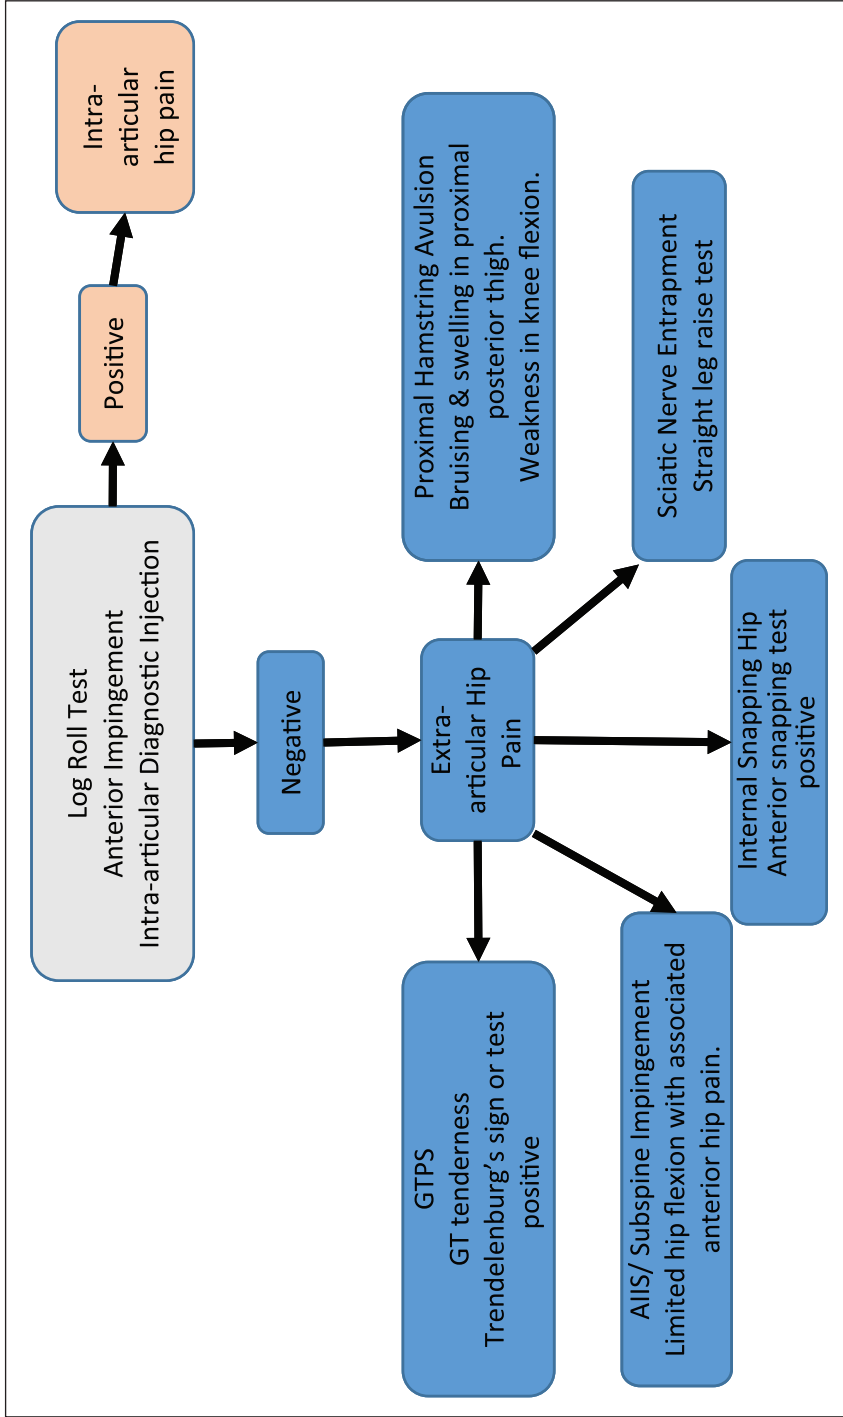 Log Roll Test
Anterior Impingement
Intra-articular Diagnostic Injection
Positive
Intra-
articular
hip pain
Negative
Extra-
articular Hip
Pain
GTPS
GT tenderness
Trendelenburg's sign or test
positive
Proximal Hamstring Avulsion
Bruising & swelling in proximal
posterior thigh.
Weakness in knee flexion.
AIIS/ Subspine Impingement
Limited hip flexion with associated
anterior hip pain.
Internal Snapping Hip
Anterior snapping test
positive
Sciatic Nerve Entrapment
Straight leg raise test